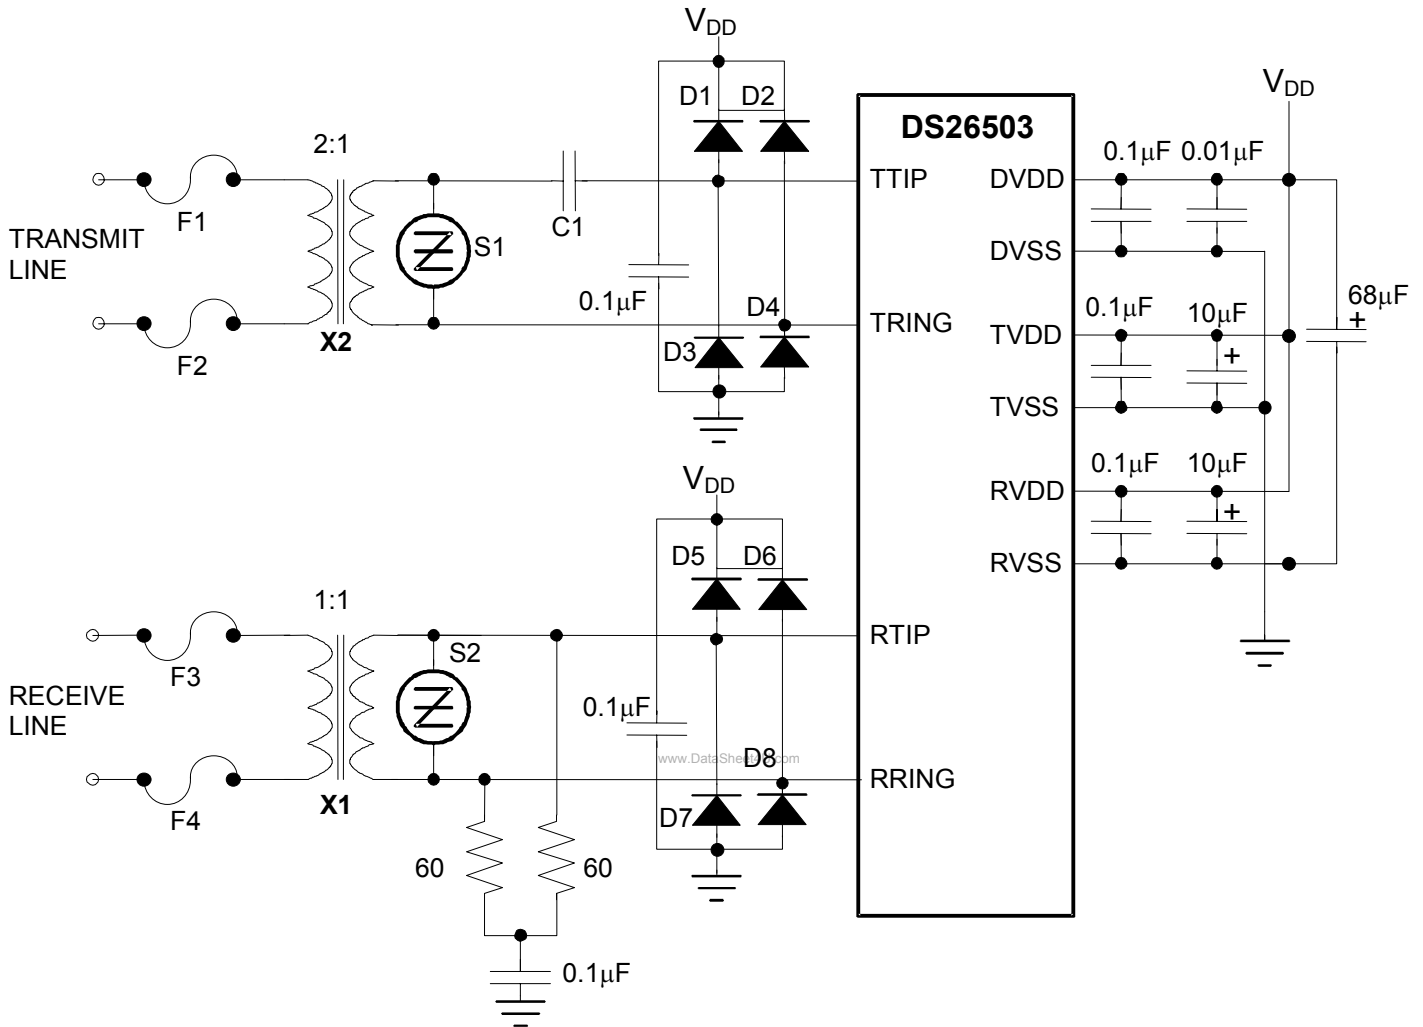 VDD
D1 D2
2:1
F1
TRANSMIT
LINE
F2
X2
S1
C1
0.1µF
D4
D3
DS26503
TTIP
TRING
RTIP
RRING
DVDD
DVSS
TVDD
TVSS
RVDD
RVSS
VDD
0.1µF 0.01µF
0.1µF 10µF
+
68µF
+
0.1µF 10µF
+
VDD
D5 D6
1:1
F3
RECEIVE
LINE
F4
X1
S2
0.1µF
D8
D7
60
60
0.1µF